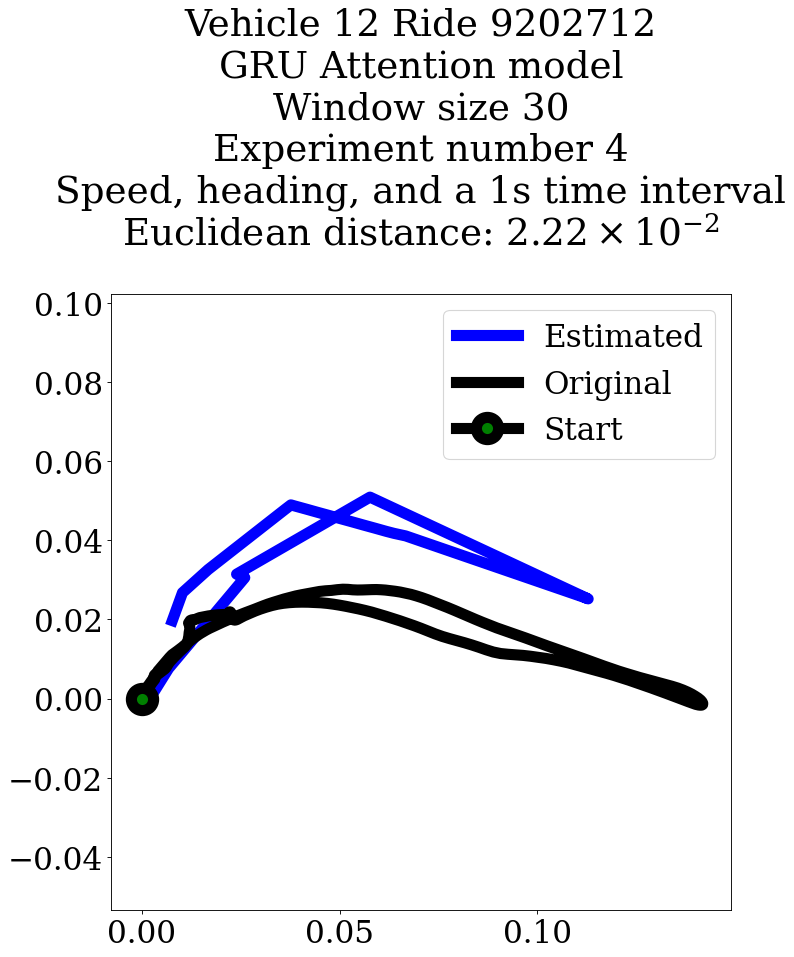 Vehicle 12 Ride 9202712
GRU Attention model
Window size 30
Experiment number 4
Speed, heading, and a 1s time interval
Euclidean distance: 2.22 × 10⁻²
Estimated
Original
Start
0.10
0.08
0.06
0.04
0.02
0.00
−0.02
−0.04
0.00 0.05 0.10